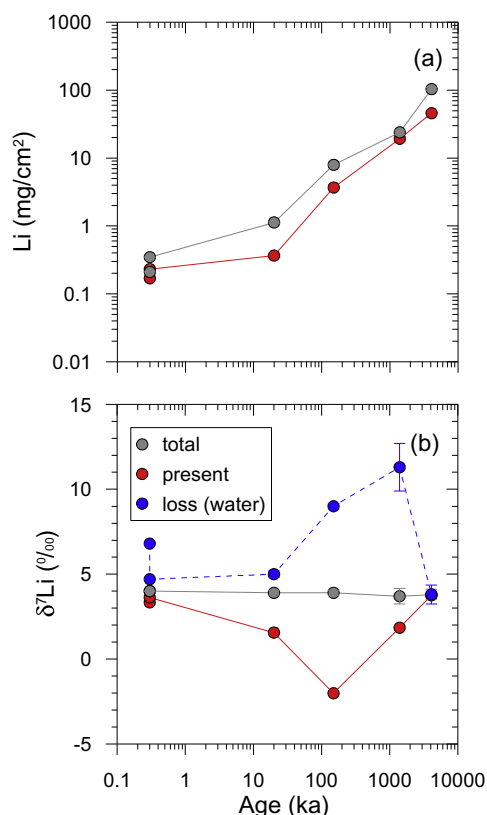 1000
100
10
1
0.1
0.01
Li (mg/cm²)
(a)
15
10
5
0
-5
δ⁷Li (⁰/₀₀)
(b)
total
present
loss (water)
0.1
1
10
100
1000
10000
Age (ka)